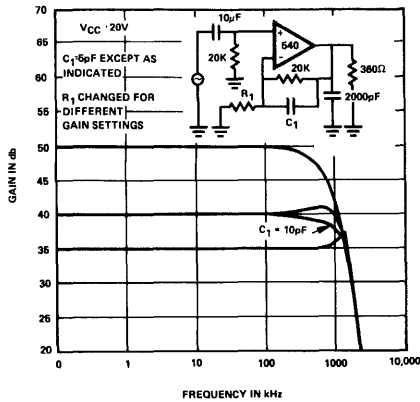 VCC · 20V
C1=5pF EXCEPT AS
INDICATED
R1 CHANGED FOR
DIFFERENT
GAIN SETTINGS
10μF
20K
+
−
540
20K
R1
C1
360Ω
2000pF
C1 = 10pF
GAIN IN db
70
65
60
55
50
45
40
35
30
25
20
0
1
10
100
1000
10,000
FREQUENCY IN kHz